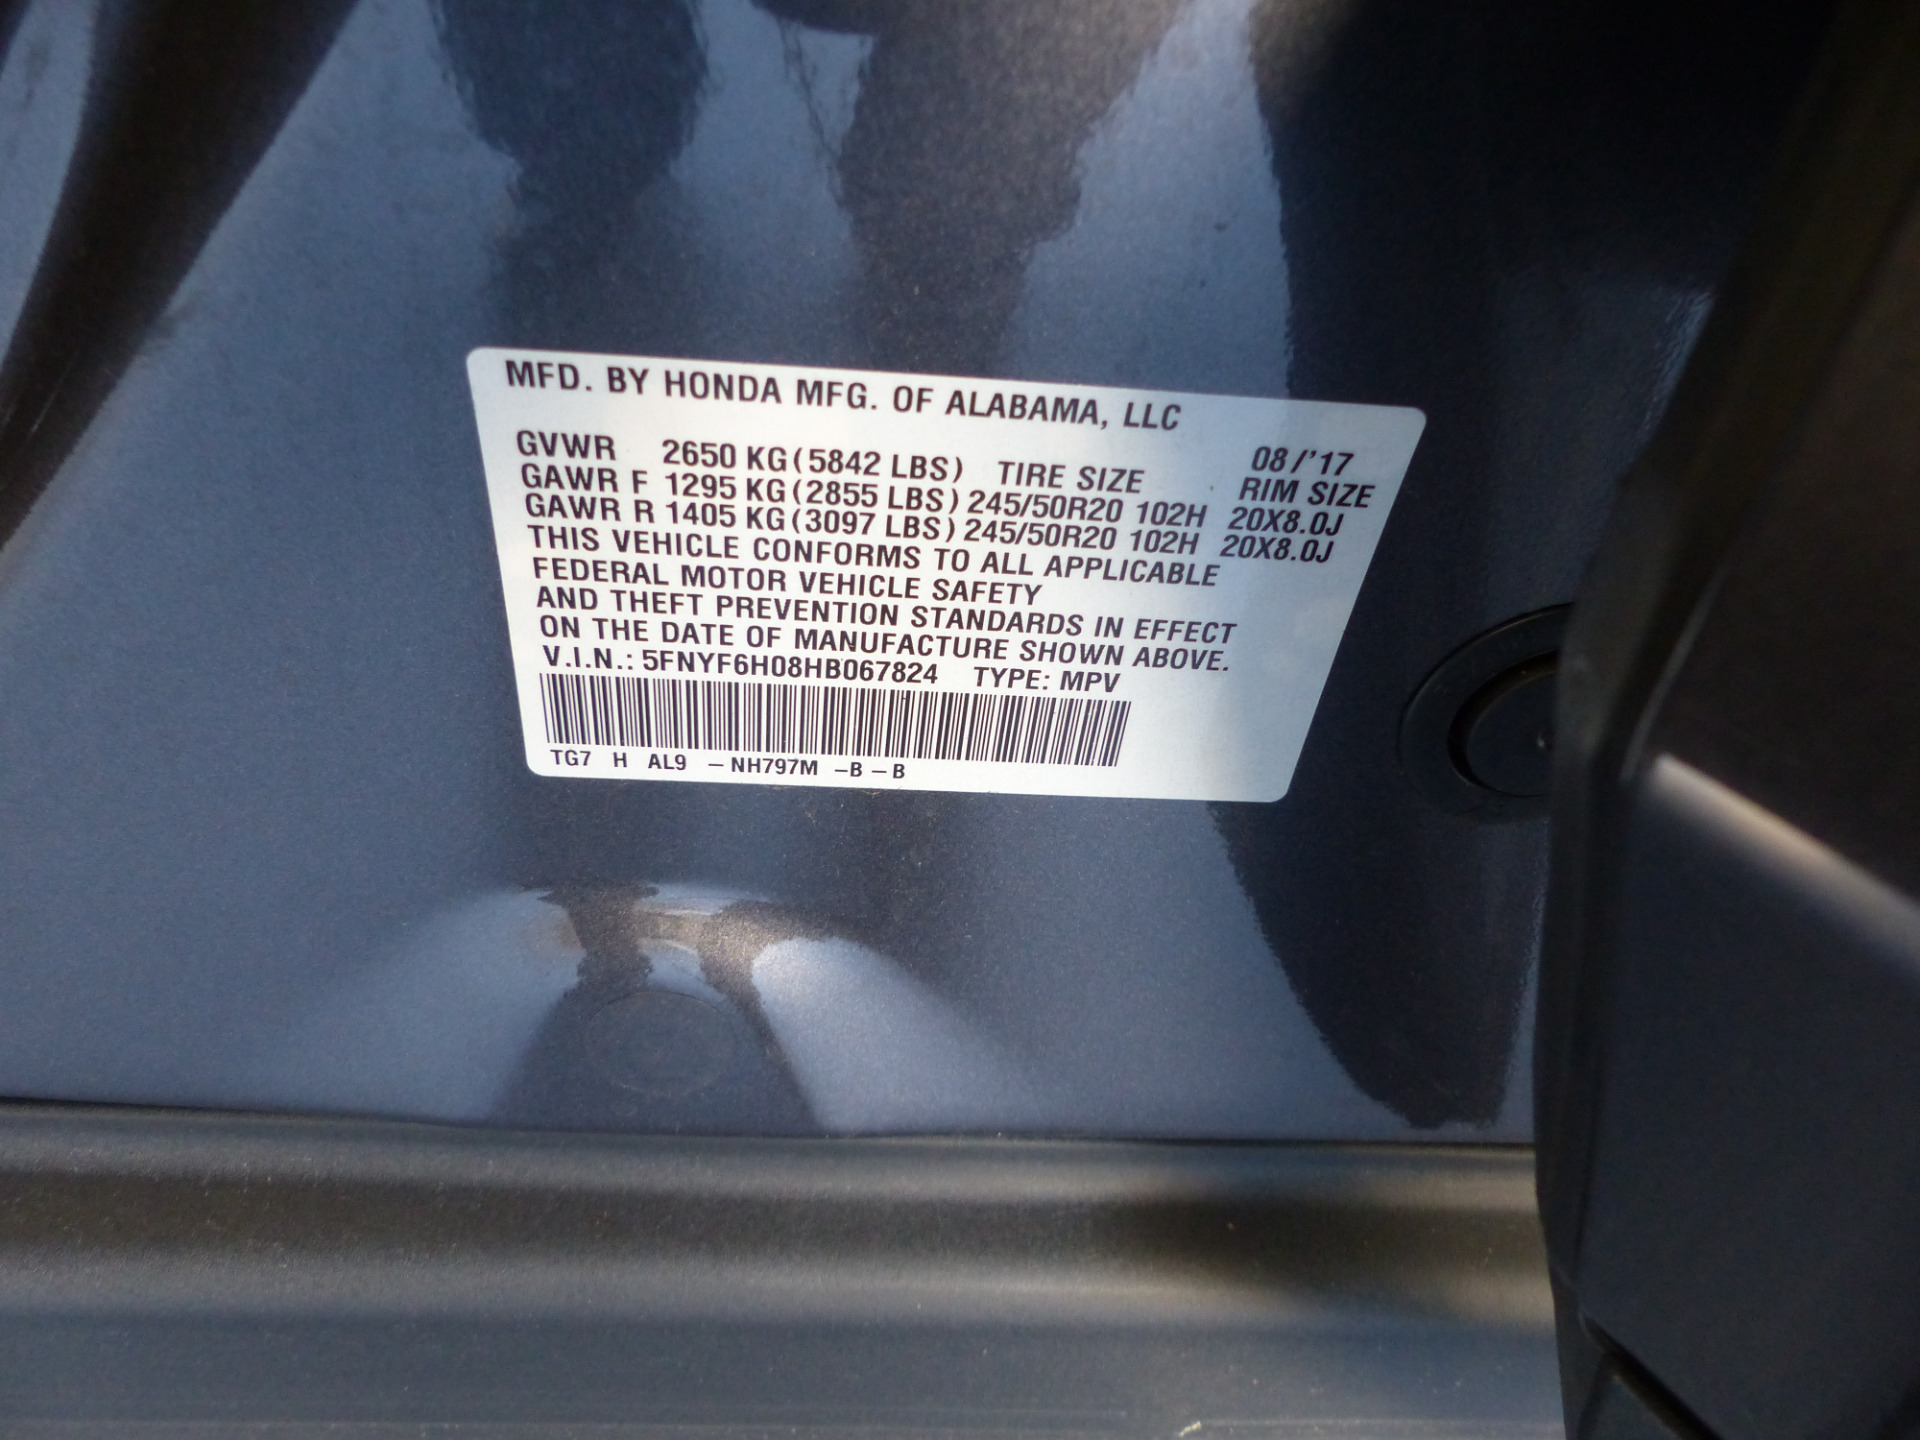 MFD. BY HONDA MFG. OF ALABAMA, LLC
08/'17
GVWR 2650 KG (5842 LBS) TIRE SIZE RIM SIZE
GAWR F 1295 KG (2855 LBS) 245/50R20 102H 20X8.0J
GAWR R 1405 KG (3097 LBS) 245/50R20 102H 20X8.0J
THIS VEHICLE CONFORMS TO ALL APPLICABLE
FEDERAL MOTOR VEHICLE SAFETY
AND THEFT PREVENTION STANDARDS IN EFFECT
ON THE DATE OF MANUFACTURE SHOWN ABOVE.
V.I.N.: 5FNYF6H08HB067824 TYPE: MPV
TG7 H AL9 - NH797M -B - B